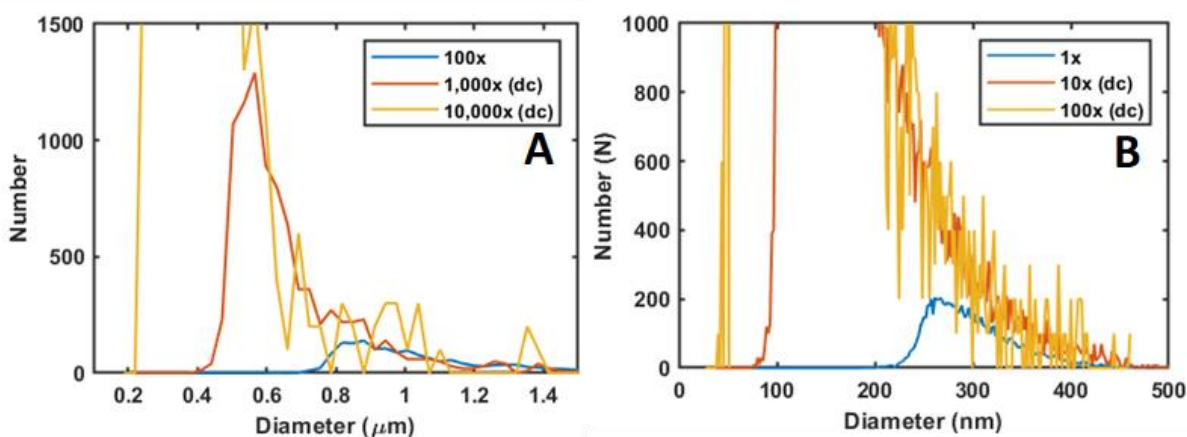 1500
1000
500
0
Number
0.2 0.4 0.6 0.8 1 1.2 1.4
Diameter (μm)
100x
1,000x (dc)
10,000x (dc)
A
1000
800
600
400
200
0
Number (N)
0 100 200 300 400 500
Diameter (nm)
1x
10x (dc)
100x (dc)
B